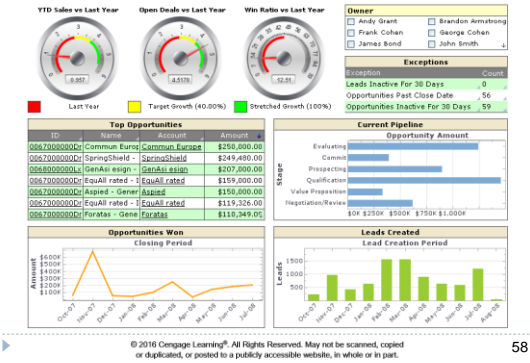 YTD Sales vs Last Year
Open Deals vs Last Year
Win Ratio vs Last Year
0.957
4.5178
12.51
Last Year
Target Growth (40.00%)
Stretched Growth (100%)
Owner
Andy Grant
Brandon Armstrong
Frank Cohan
George Cohan
James Bond
John Smith
Exceptions
Exception Count
Leads Inactive For 30 Days 0
Opportunities Past Close Date 56
Opportunities Inactive For 30 Days 59
Top Opportunities
ID Name Account Amount
0067000000Dr Commun Europ Commun Europe $250,000.00
0067000000Dr SpringShield - SpringShield $249,480.00
0068000000Lx GenAsi esign - GenAsi esign $207,000.00
0067000000Dr EquAll rated - I EquAll rated $159,000.00
0067000000Dr Aspied - Gener Aspied $150,000.00
0067000000Dr EquAll rated - I EquAll rated $119,326.00
0067000000Dr Foratas - Gene Foratas $110,349.05
Current Pipeline
Opportunity Amount
Stage
Evaluating
Commit
Prospecting
Qualification
Value Proposition
Negotiation/Review
$0K $250K $500K $750K $1.000K
Opportunities Won
Closing Period
Amount
$600K
$400K
$300K
$200K
$100K
Oct-07 Nov-07 Dec-07 Jan-08 Feb-08 Mar-08 Apr-08 May-08 Jun-08 Jul-08
Leads Created
Lead Creation Period
Leads
1500
1000
500
Oct-07 Nov-07 Dec-07 Jan-08 Feb-08 Mar-08 Apr-08 May-08 Jun-08 Jul-08 Aug-08
© 2016 Cengage Learning®. All Rights Reserved. May not be scanned, copied
or duplicated, or posted to a publicly accessible website, in whole or in part.
58